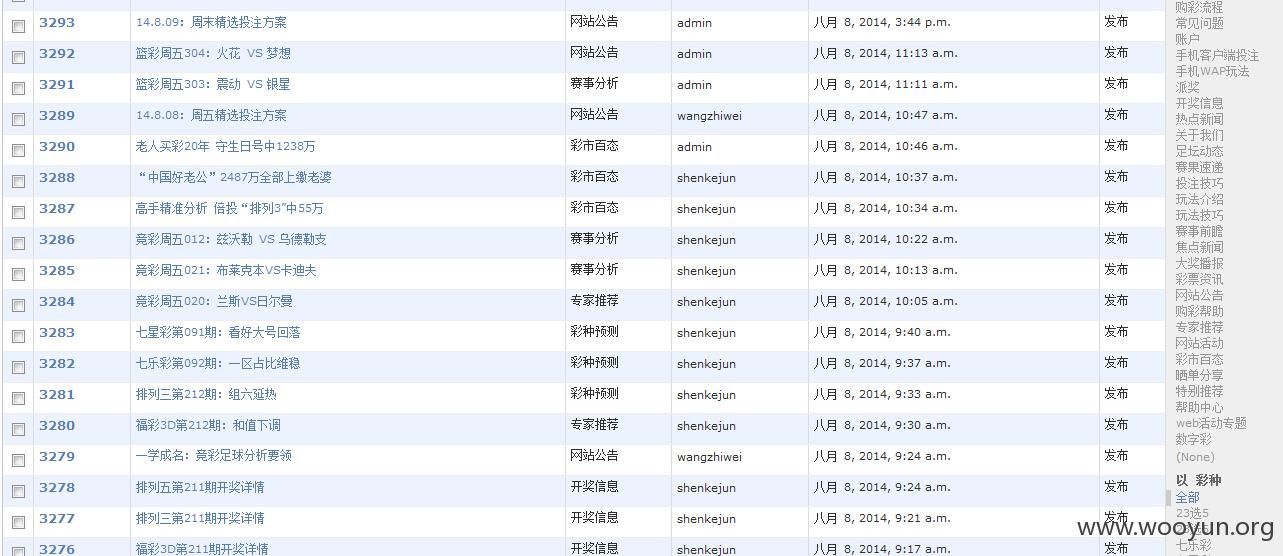 3293 14.8.09：周末精选投注方案 网站公告 admin 八月 8, 2014, 3:44 p.m. 发布
3292 篮彩周五304：火花 VS 梦想 网站公告 admin 八月 8, 2014, 11:13 a.m. 发布
3291 篮彩周五303：震动 VS 银星 赛事分析 admin 八月 8, 2014, 11:11 a.m. 发布
3289 14.8.08：周五精选投注方案 网站公告 wangzhiwei 八月 8, 2014, 10:47 a.m. 发布
3290 老人买彩20年 守生日号中1238万 彩市百态 admin 八月 8, 2014, 10:46 a.m. 发布
3288 “中国好老公”2487万全部上缴老婆 彩市百态 shenkejun 八月 8, 2014, 10:37 a.m. 发布
3287 高手精准分析 倍投“排列3”中55万 彩市百态 shenkejun 八月 8, 2014, 10:34 a.m. 发布
3286 竞彩周五012：兹沃勒 VS 乌德勒支 赛事分析 shenkejun 八月 8, 2014, 10:22 a.m. 发布
3285 竞彩周五021：布莱克本VS卡迪夫 赛事分析 shenkejun 八月 8, 2014, 10:13 a.m. 发布
3284 竞彩周五020：兰斯VS日尔曼 专家推荐 shenkejun 八月 8, 2014, 10:05 a.m. 发布
3283 七星彩第091期：看好大号回落 彩种预测 shenkejun 八月 8, 2014, 9:40 a.m. 发布
3282 七乐彩第092期：一区占比维稳 彩种预测 shenkejun 八月 8, 2014, 9:37 a.m. 发布
3281 排列三第212期：组六延热 彩种预测 shenkejun 八月 8, 2014, 9:33 a.m. 发布
3280 福彩3D第212期：和值下调 专家推荐 shenkejun 八月 8, 2014, 9:30 a.m. 发布
3279 一学成名：竞彩足球分析要领 网站公告 wangzhiwei 八月 8, 2014, 9:24 a.m. 发布
3278 排列五第211期开奖详情 开奖信息 shenkejun 八月 8, 2014, 9:24 a.m. 发布
3277 排列三第211期开奖详情 开奖信息 shenkejun 八月 8, 2014, 9:21 a.m. 发布
3276 福彩3D第211期开奖详情 开奖信息 shenkejun 八月 8, 2014, 9:17 a.m. 发布
购彩流程
常见问题
账户
手机客户端投注
手机WAP玩法
派奖
开奖信息
热点新闻
关于我们
足坛动态
赛果速递
投注技巧
玩法介绍
玩法技巧
赛事前瞻
焦点新闻
大奖播报
彩票资讯
网站公告
购彩帮助
专家推荐
网站活动
彩市百态
晒单分享
特别推荐
帮助中心
web活动专题
数字彩
(None)
以 彩种
全部
23选5
七乐彩
www.wooyun.org